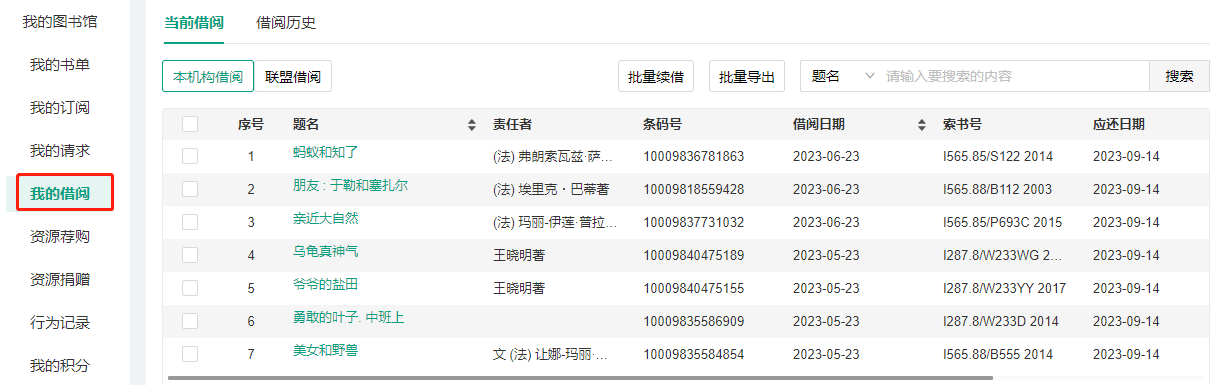 我的图书馆
我的书单
我的订阅
我的请求
我的借阅
资源荐购
资源捐赠
行为记录
我的积分
当前借阅 借阅历史
本机构借阅 联盟借阅 批量续借 批量导出 题名 请输入要搜索的内容 搜索
序号 题名 责任者 条码号 借阅日期 索书号 应还日期
1 蚂蚁和知了 (法) 弗朗索瓦兹·萨... 10009836781863 2023-06-23 I565.85/S122 2014 2023-09-14
2 朋友 : 于勒和塞扎尔 (法) 埃里克·巴蒂著 10009818559428 2023-06-23 I565.88/B112 2003 2023-09-14
3 亲近大自然 (法) 玛丽-伊莲·普拉... 10009837731032 2023-06-23 I565.85/P693C 2015 2023-09-14
4 乌龟真神气 王晓明著 10009840475189 2023-05-23 I287.8/W233WG 2... 2023-09-14
5 爷爷的盐田 王晓明著 10009840475155 2023-05-23 I287.8/W233YY 2017 2023-09-14
6 勇敢的叶子. 中班上 10009835586909 2023-05-23 I287.8/W233D 2014 2023-09-14
7 美女和野兽 文 (法) 让娜-玛丽·... 10009835584854 2023-05-23 I565.88/B555 2014 2023-09-14